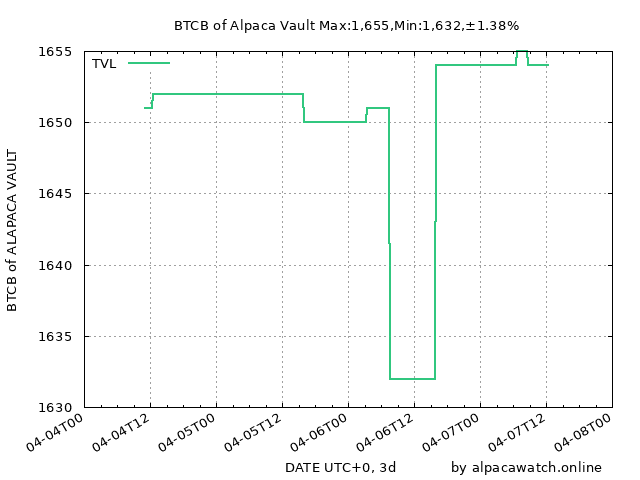 BTCB of Alpaca Vault Max:1,655,Min:1,632,±1.38%
TVL
BTCB of ALAPACA VAULT
1655
1650
1645
1640
1635
1630
04-04T00
04-04T12
04-05T00
04-05T12
04-06T00
04-06T12
04-07T00
04-07T12
04-08T00
DATE UTC+0, 3d
by alpacawatch.online